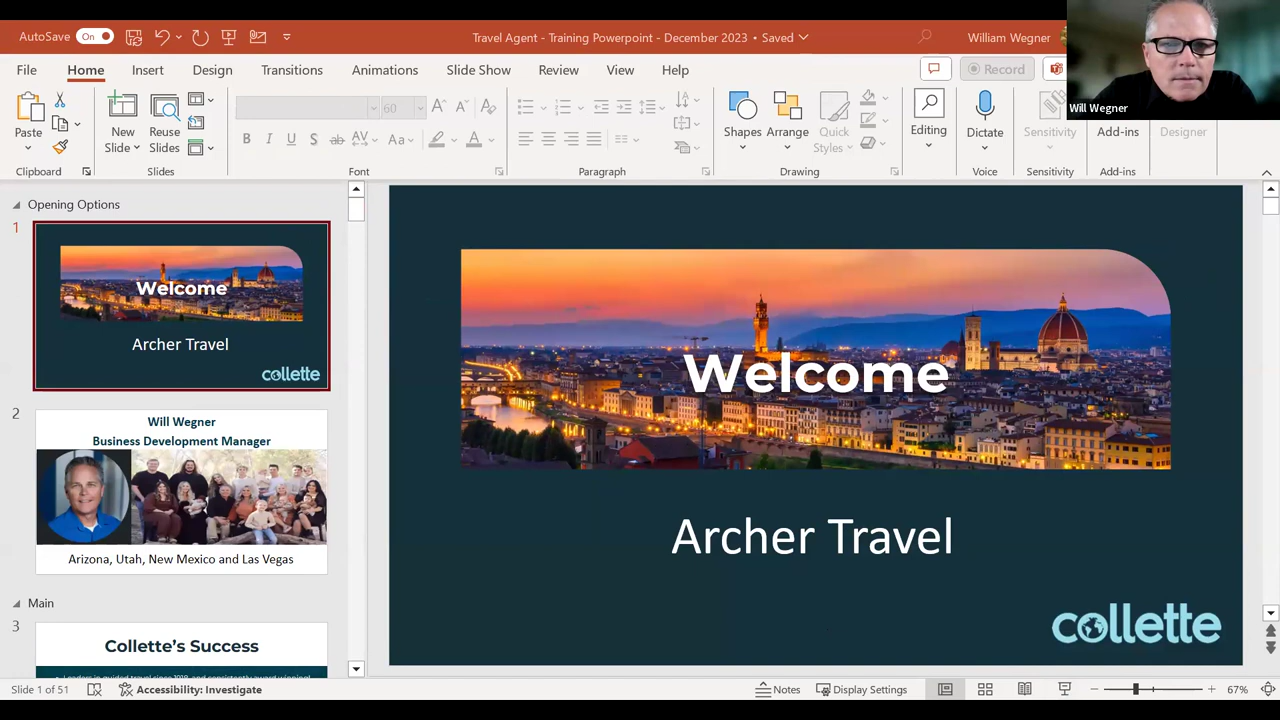 AutoSave On
Travel Agent - Training Powerpoint - December 2023 • Saved
William Wegner
Will Wegner
File Home Insert Design Transitions Animations Slide Show Review View Help
Record
Paste
New Slide
Reuse Slides
60
B I U S ab AV Aa A
Shapes
Arrange
Quick Styles
Editing
Dictate
Sensitivity
Add-ins
Designer
Clipboard
Slides
Font
Paragraph
Drawing
Voice
Sensitivity
Add-ins
Opening Options
1
Welcome
Archer Travel
collette
2
Will Wegner
Business Development Manager
Arizona, Utah, New Mexico and Las Vegas
Main
3
Collette's Success
Welcome
Archer Travel
collette
Slide 1 of 51
Accessibility: Investigate
Notes
Display Settings
67%